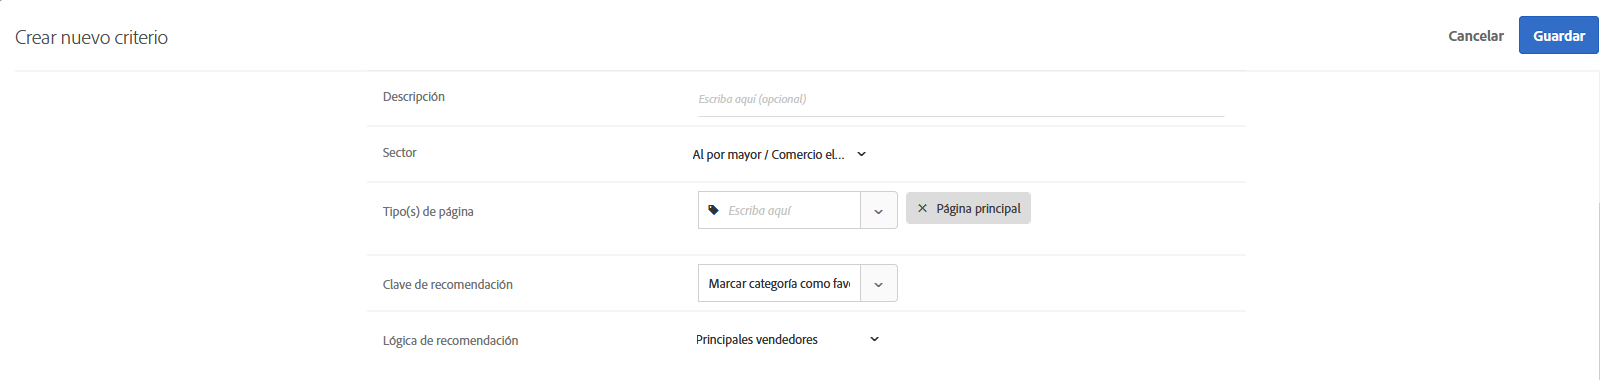 Crear nuevo criterio
Cancelar
Guardar
Descripción
Escriba aquí (opcional)
Sector
Al por mayor / Comercio el...
Tipo(s) de página
Escriba aquí
Página principal
Clave de recomendación
Marcar categoría como fav
Lógica de recomendación
Principales vendedores